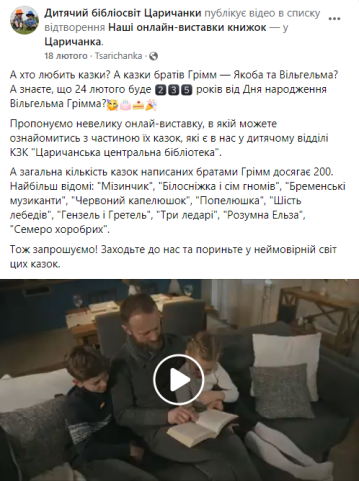 Дитячий бібліосвіт Царичанки публікує відео в списку
відтворення Наші онлайн-виставки книжок — у
Царичанка.
18 лютого · Tsarichanka ·
А хто любить казки? А казки братів Грімм — Якоба та Вільгельма?
А знаєте, що 24 лютого буде 2️⃣3️⃣5️⃣ років від Дня народження
Вільгельма Грімма?🥰🎂🍰🎉
Пропонуємо невелику онлайн-виставку, в якій можете
ознайомитись з частиною їх казок, які є в нас у дитячому відділі
КЗК "Царичанська центральна бібліотека".
А загальна кількість казок написаних братами Грімм досягає 200.
Найбільш відомі: "Мізинчик", "Білосніжка і сім гномів", "Бременські
музиканти", "Червоний капелюшок", "Попелюшка", "Шість
лебедів", "Гензель і Гретель", "Три ледарі", "Розумна Ельза",
"Семеро хоробрих".
Тож запрошуємо! Заходьте до нас та пориньте у неймовірній світ
цих казок.